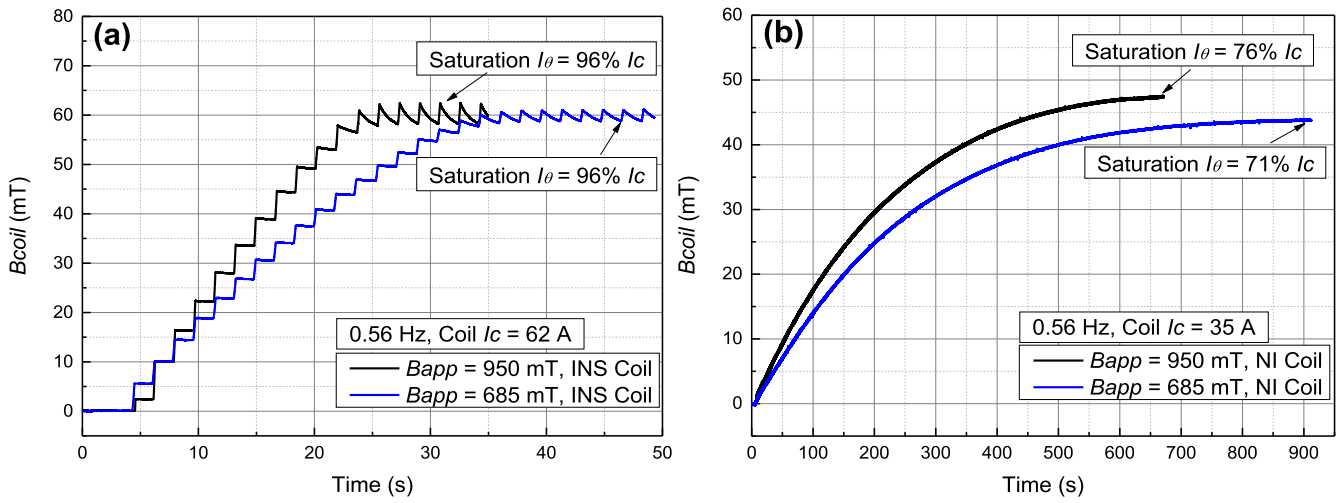 (a)
80
70
60
50
40
30
20
10
0
Bcoil (mT)
Saturation Iθ = 96% Ic
Saturation Iθ = 96% Ic
0.56 Hz, Coil Ic = 62 A
Bapp = 950 mT, INS Coil
Bapp = 685 mT, INS Coil
0 10 20 30 40 50
Time (s)
(b)
60
50
40
30
20
10
0
Bcoil (mT)
Saturation Iθ = 76% Ic
Saturation Iθ = 71% Ic
0.56 Hz, Coil Ic = 35 A
Bapp = 950 mT, NI Coil
Bapp = 685 mT, NI Coil
0 100 200 300 400 500 600 700 800 900
Time (s)